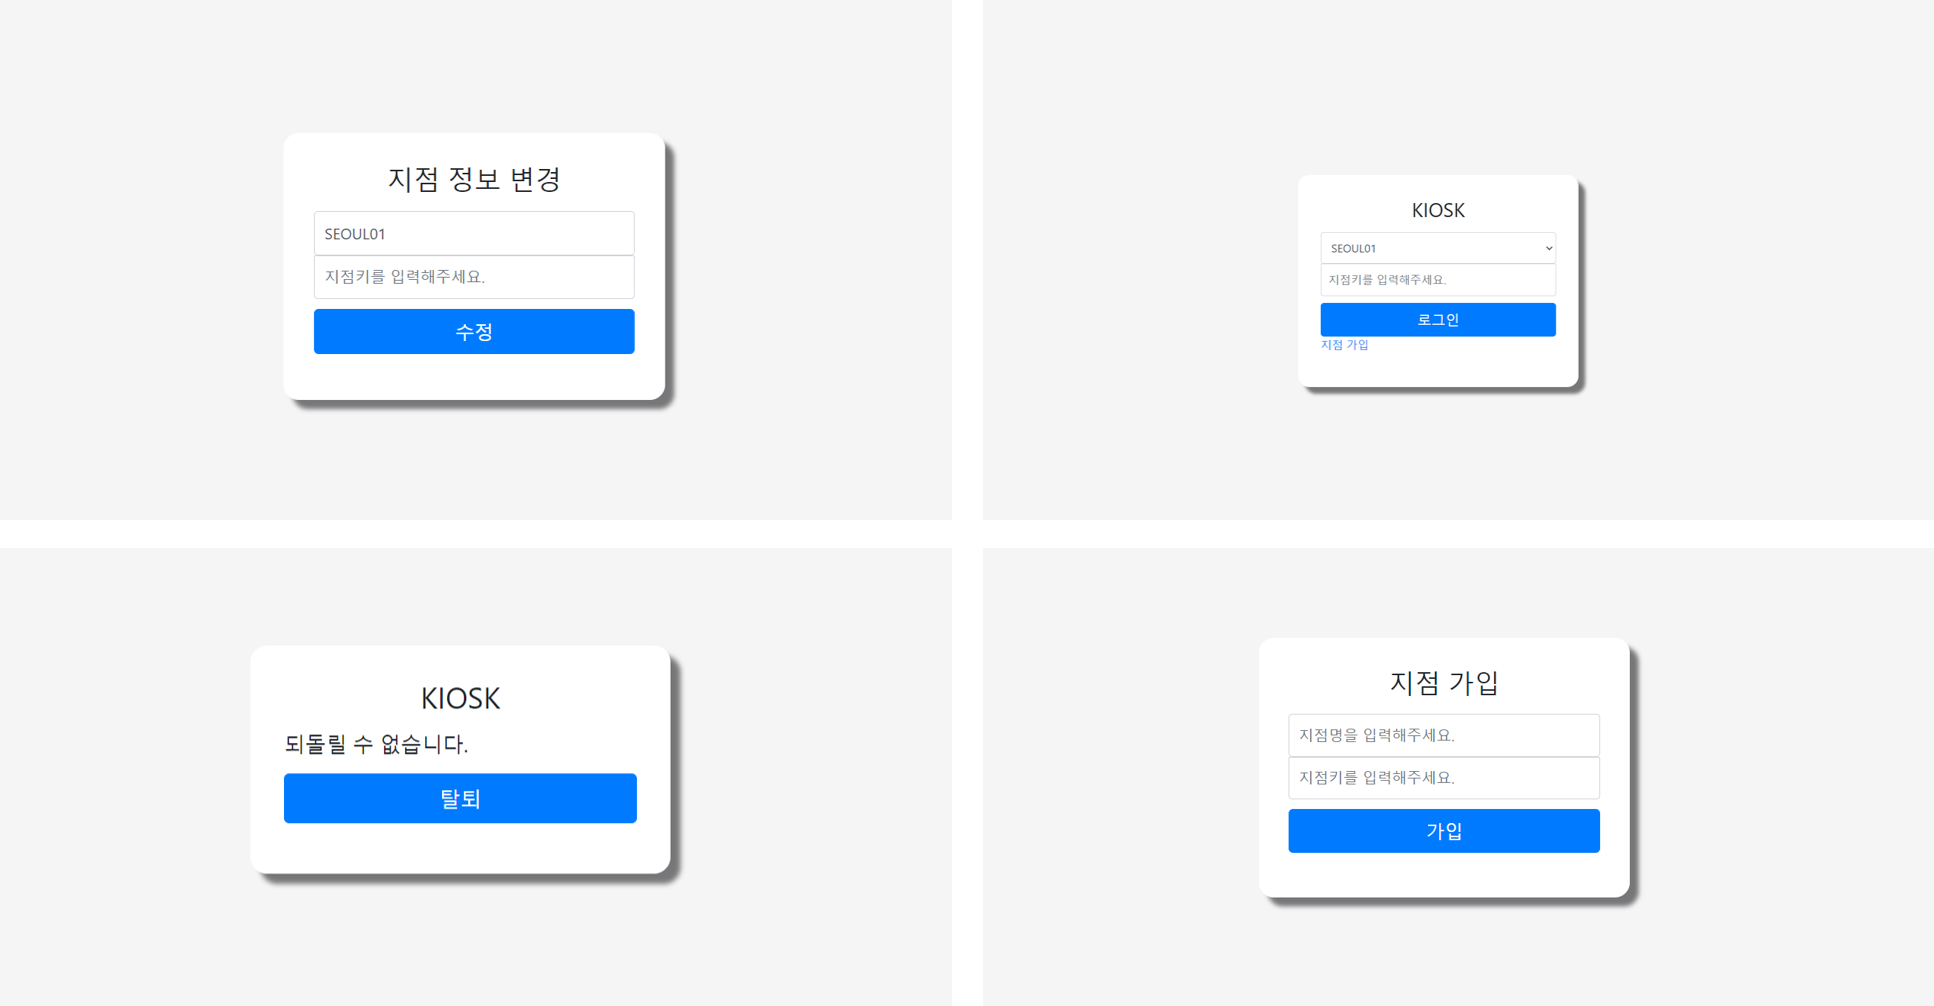 지점 정보 변경
SEOUL01
지점키를 입력해주세요.
수정
KIOSK
SEOUL01
지점키를 입력해주세요.
로그인
지점 가입
KIOSK
되돌릴 수 없습니다.
탈퇴
지점 가입
지점명을 입력해주세요.
지점키를 입력해주세요.
가입